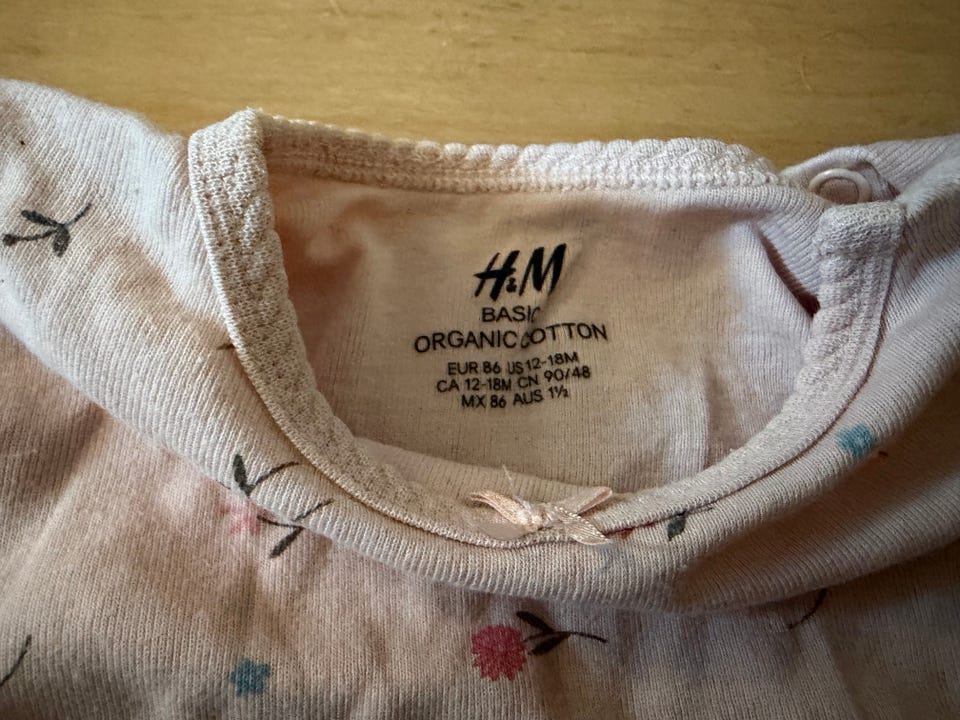 H&M
BASIC
ORGANIC COTTON
EUR 86 US 12-18M
CA 12-18M CN 90/48
MX 86 AUS 1½